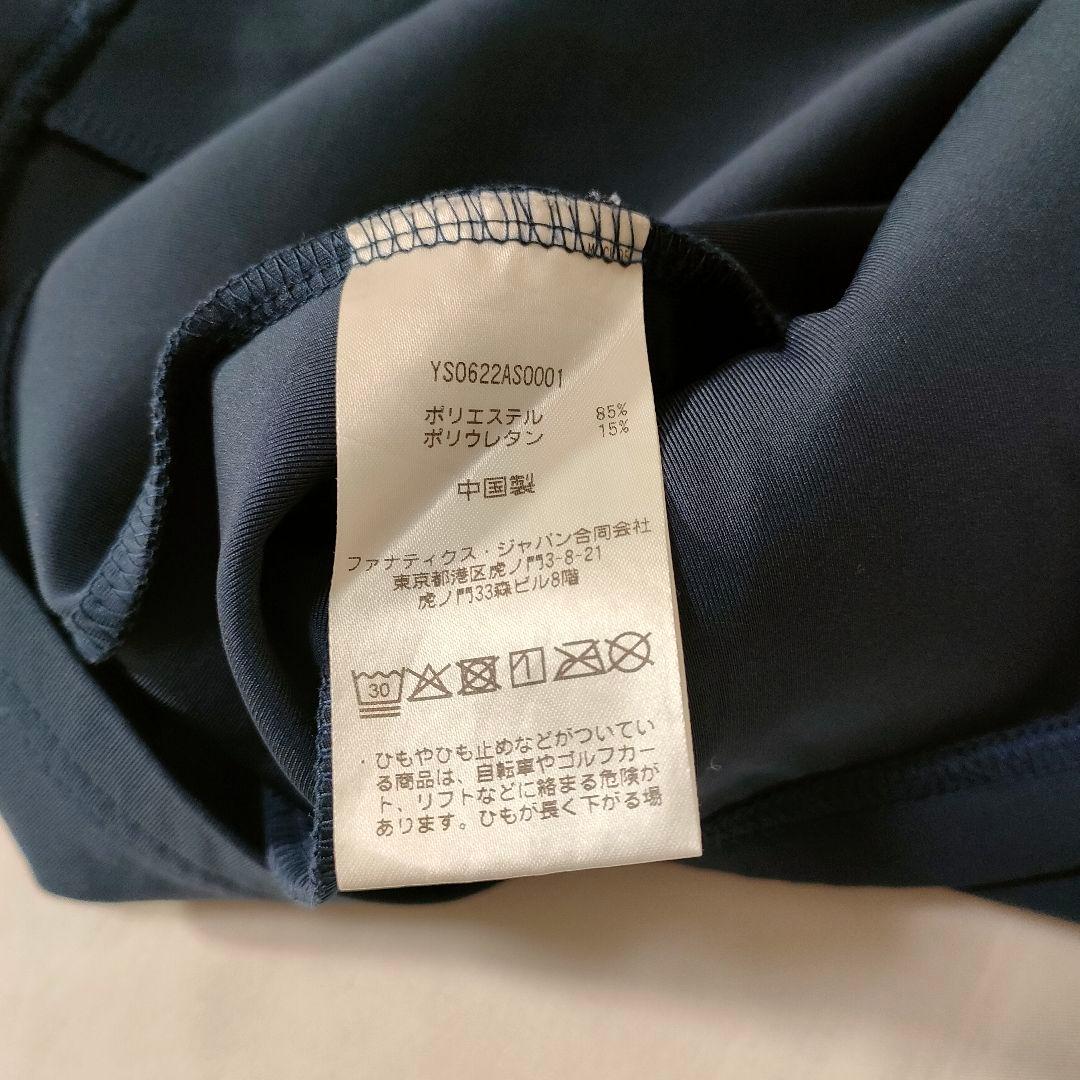 YS0622AS0001
ポリエステル 85%
ポリウレタン 15%
中国製
ファナティクス・ジャパン合同会社
東京都港区虎ノ門3-8-21
虎ノ門33森ビル8階
30 1
・ひもやひも止めなどがついてい
る商品は、自転車やゴルフカー
ト、リフトなどに絡まる危険が
あります。ひもが長く下がる場